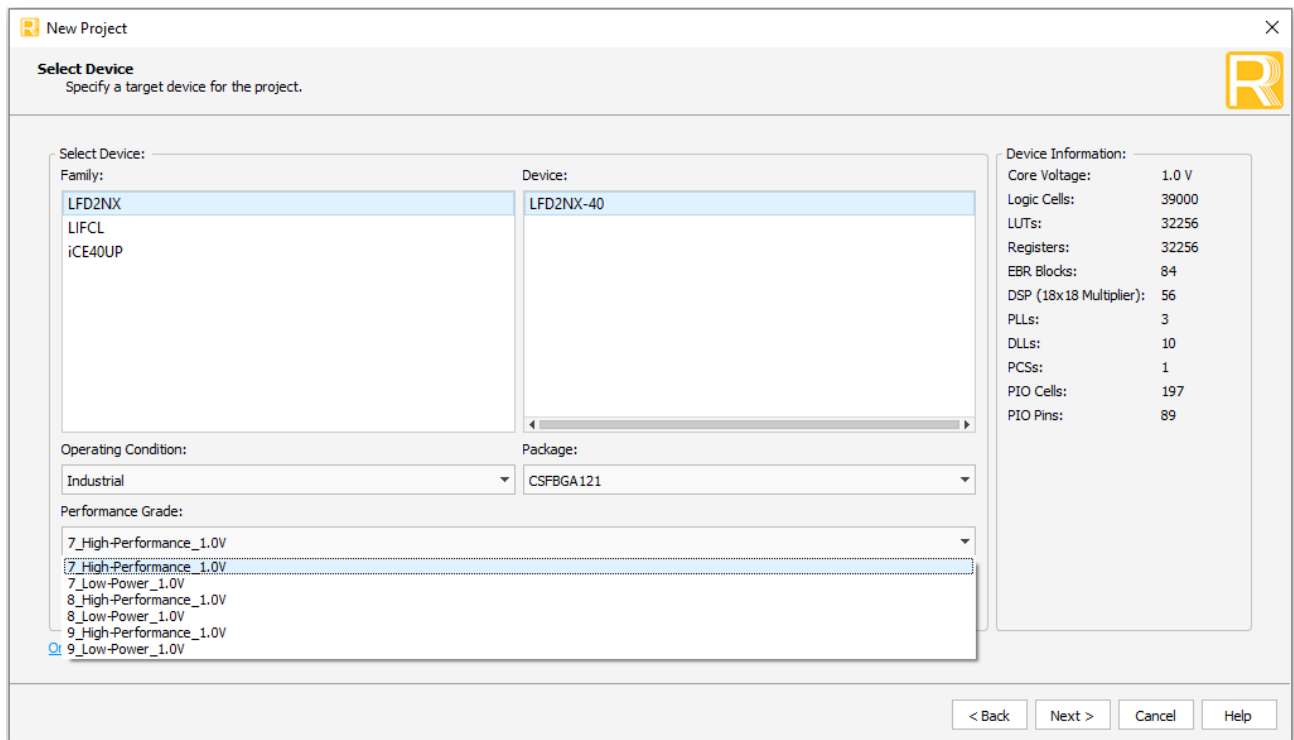 New Project
Select Device
Specify a target device for the project.
Select Device:
Family:
LFD2NX
LIFCL
iCE40UP
Device:
LFD2NX-40
Operating Condition:
Industrial
Package:
CSFBGA121
Performance Grade:
7_High-Performance_1.0V
7_High-Performance_1.0V
7_Low-Power_1.0V
8_High-Performance_1.0V
8_Low-Power_1.0V
9_High-Performance_1.0V
9_Low-Power_1.0V
Device Information:
Core Voltage: 1.0 V
Logic Cells: 39000
LUTs: 32256
Registers: 32256
EBR Blocks: 84
DSP (18x18 Multiplier): 56
PLLs: 3
DLLs: 10
PCSs: 1
PIO Cells: 197
PIO Pins: 89
< Back
Next >
Cancel
Help